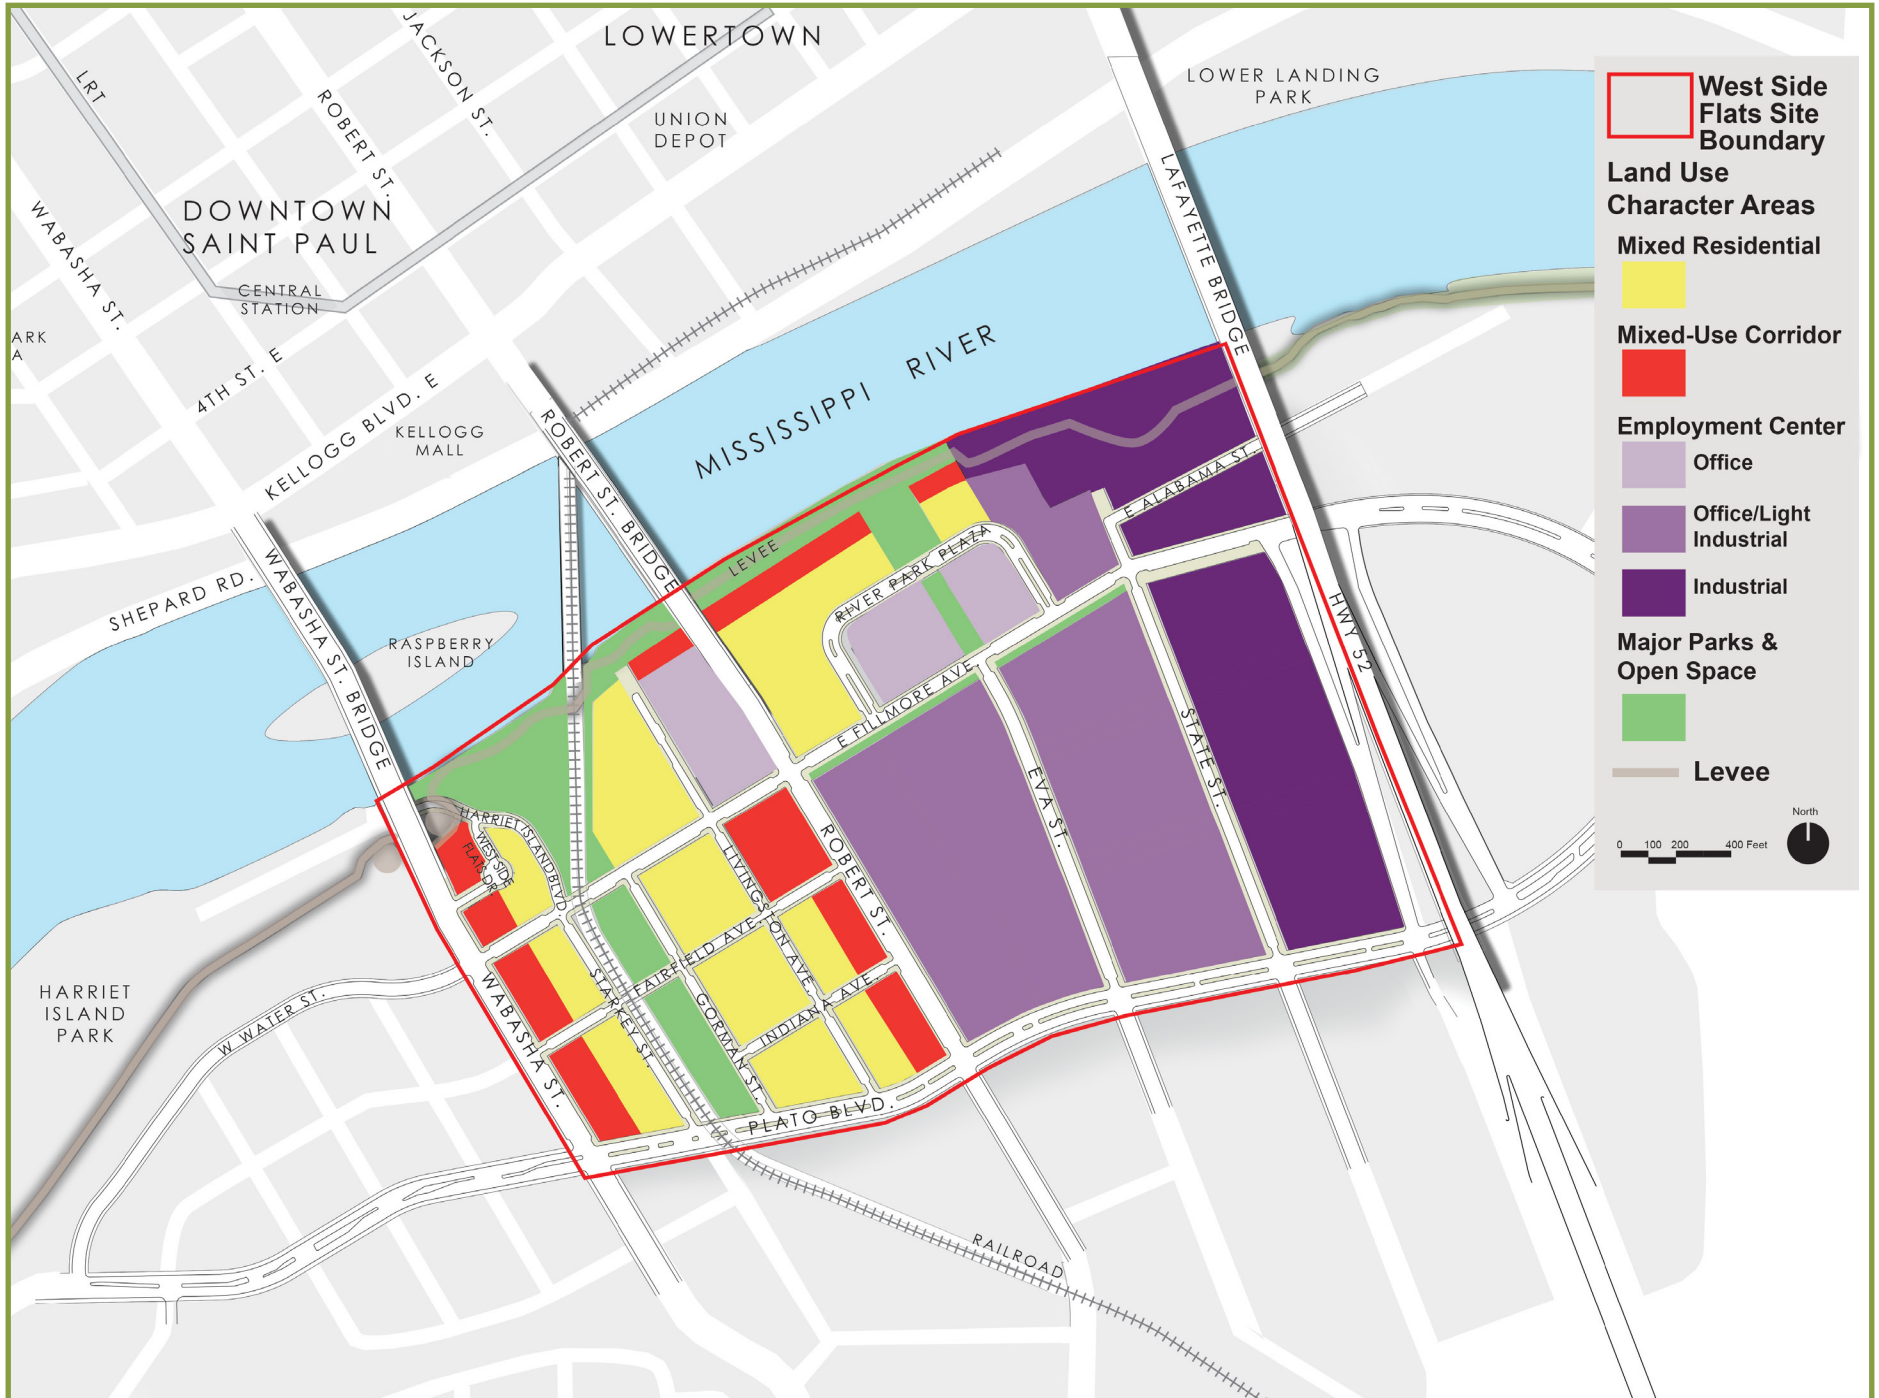 LOWERTOWN
JACKSON ST.
LRT
ROBERT ST.
UNION
DEPOT
LOWER LANDING
PARK
DOWNTOWN
SAINT PAUL
WABASHA ST.
CENTRAL
STATION
ARK
A
4TH ST. E
KELLOGG BLVD. E
KELLOGG
MALL
LAFAYETTE BRIDGE
MISSISSIPPI RIVER
ROBERT ST. BRIDGE
SHEPARD RD.
WABASHA ST. BRIDGE
RASPBERRY
ISLAND
LEVEE
E ALABAMA ST.
RIVER PARK PLAZA
E FILLMORE AVE
HWY 52
STATE ST.
EVA ST.
HARRIET ISLAND BLVD
WEST SIDE
FLATS DR
LIVINGSTON AVE.
ROBERT ST.
FAIRFIELD AVE.
INDIANA AVE.
STARKEY ST.
GORMAN ST.
WABASHA ST.
PLATO BLVD.
HARRIET
ISLAND
PARK
W WATER ST.
RAILROAD
West Side
Flats Site
Boundary
Land Use
Character Areas
Mixed Residential
Mixed-Use Corridor
Employment Center
Office
Office/Light
Industrial
Industrial
Major Parks &
Open Space
Levee
North
0 100 200 400 Feet